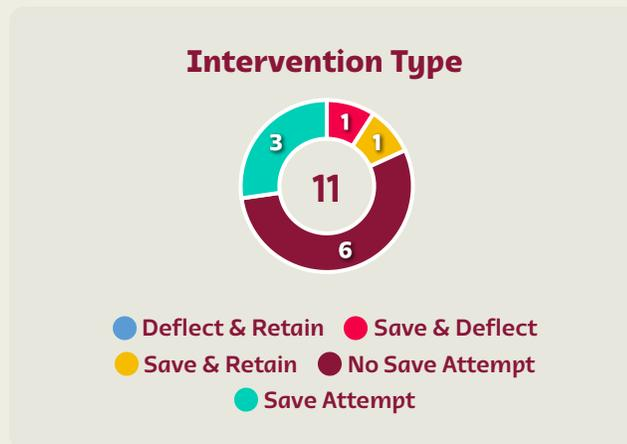 Intervention Type
1
3
1
11
6
Deflect & Retain
Save & Deflect
Save & Retain
No Save Attempt
Save Attempt